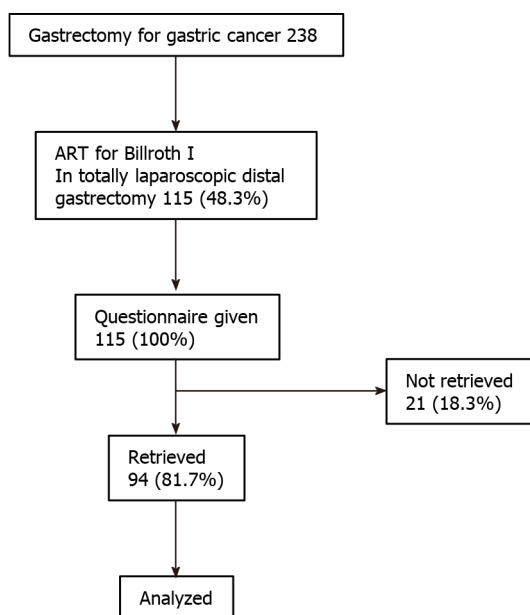 Gastrectomy for gastric cancer 238
ART for Billroth I
In totally laparoscopic distal
gastrectomy 115 (48.3%)
Questionnaire given
115 (100%)
Not retrieved
21 (18.3%)
Retrieved
94 (81.7%)
Analyzed